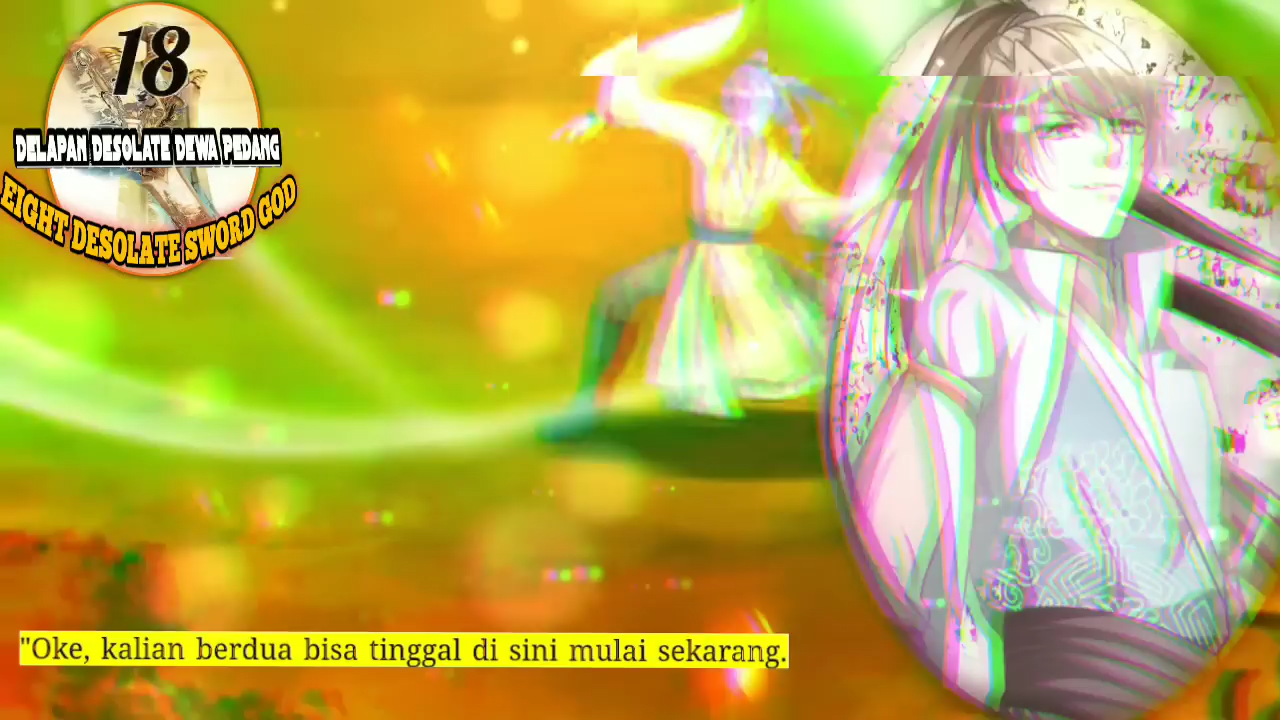 18
DELAPAN DESOLATE DEWA PEDANG
EIGHT DESOLATE SWORD GOD
"Oke, kalian berdua bisa tinggal di sini mulai sekarang.